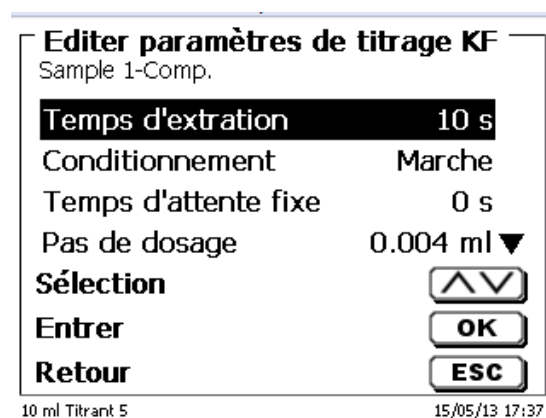 Editer paramètres de titrage KF
Sample 1-Comp.
Temps d'extration 10 s
Conditionnement Marche
Temps d'attente fixe 0 s
Pas de dosage 0.004 ml ▼
Sélection
Entrer OK
Retour ESC
10 ml Titrant 5 15/05/13 17:37